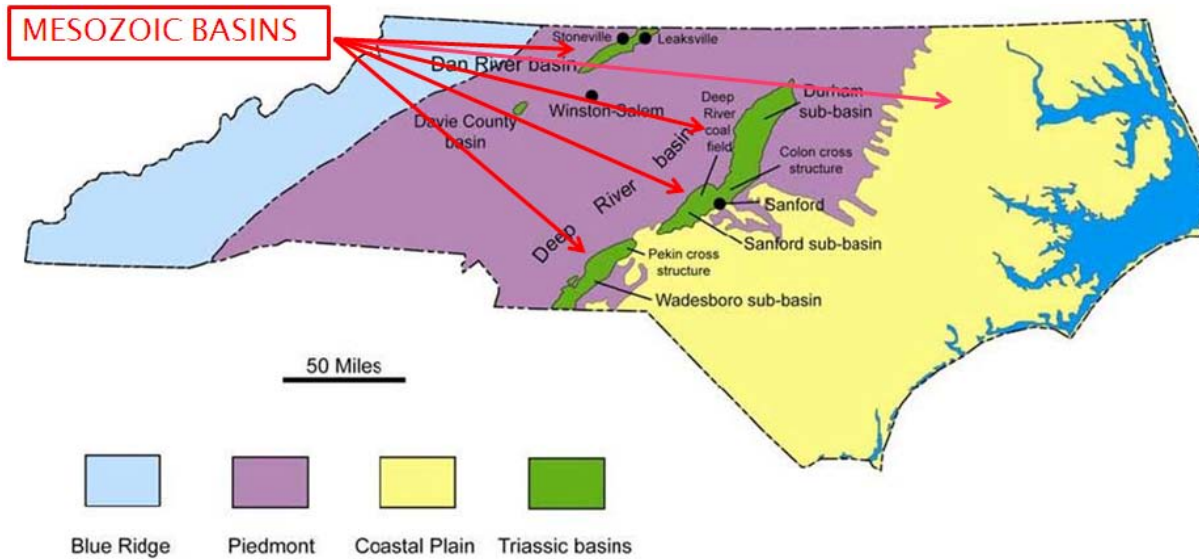 MESOZOIC BASINS
Stoneville
Leaksville
Dan River basin
Winston-Salem
Davie County
basin
Deep
River
coal
field
Durham
sub-basin
Colon cross
structure
Deep River basin
Sanford
Sanford sub-basin
Pekin cross
structure
Wadesboro sub-basin
50 Miles
Blue Ridge
Piedmont
Coastal Plain
Triassic basins